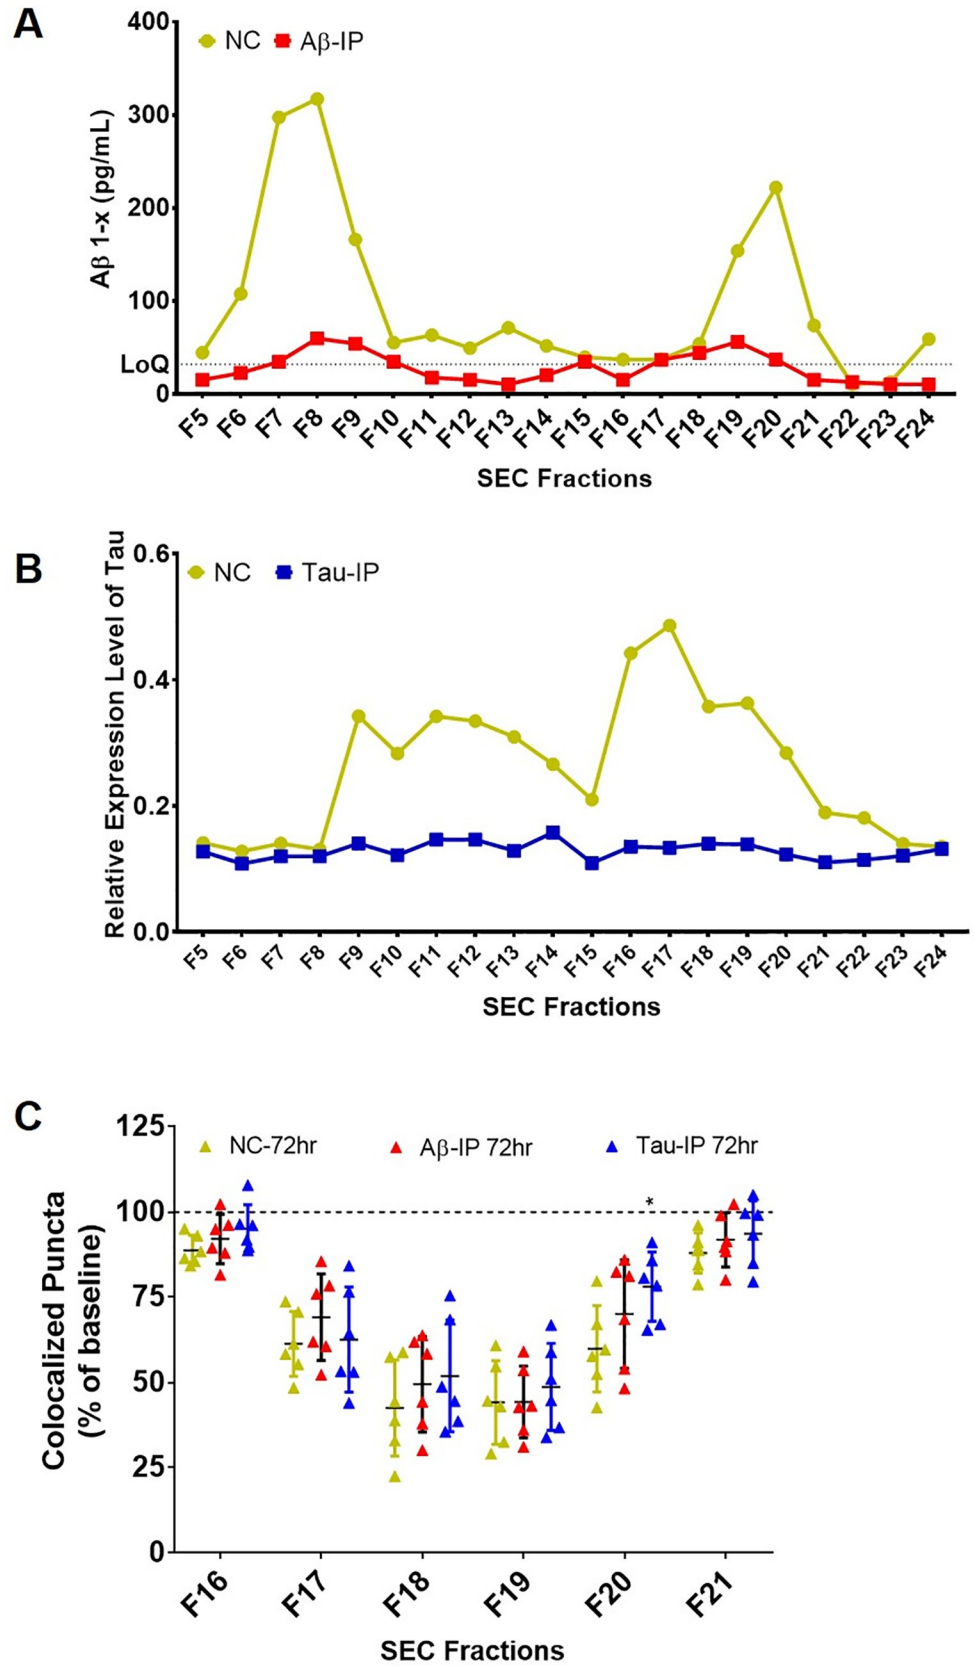 A
400
NC Aβ-IP
300
200
100
LoQ
0
Aβ 1-x (pg/mL)
F5 F6 F7 F8 F9 F10 F11 F12 F13 F14 F15 F16 F17 F18 F19 F20 F21 F22 F23 F24
SEC Fractions
B
0.6
NC Tau-IP
0.4
0.2
0.0
Relative Expression Level of Tau
F5 F6 F7 F8 F9 F10 F11 F12 F13 F14 F15 F16 F17 F18 F19 F20 F21 F22 F23 F24
SEC Fractions
C
125
NC-72hr Aβ-IP 72hr Tau-IP 72hr
*
100
75
50
25
0
Colocalized Puncta
(% of baseline)
F16 F17 F18 F19 F20 F21
SEC Fractions